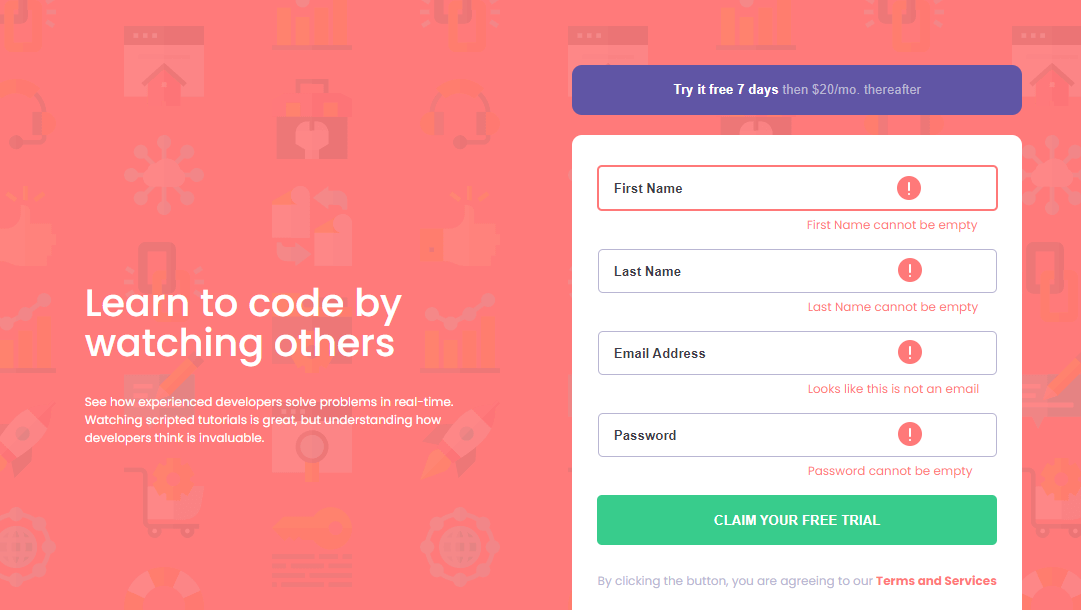 Learn to code by
watching others
See how experienced developers solve problems in real-time.
Watching scripted tutorials is great, but understanding how
developers think is invaluable.
Try it free 7 days then $20/mo. thereafter
First Name
First Name cannot be empty
Last Name
Last Name cannot be empty
Email Address
Looks like this is not an email
Password
Password cannot be empty
CLAIM YOUR FREE TRIAL
By clicking the button, you are agreeing to our Terms and Services